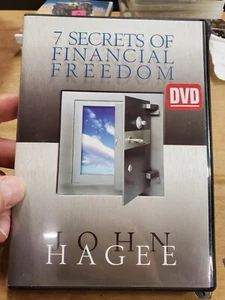 7 SECRETS OF
FINANCIAL
FREEDOM
DVD
JOHN
HAGEE